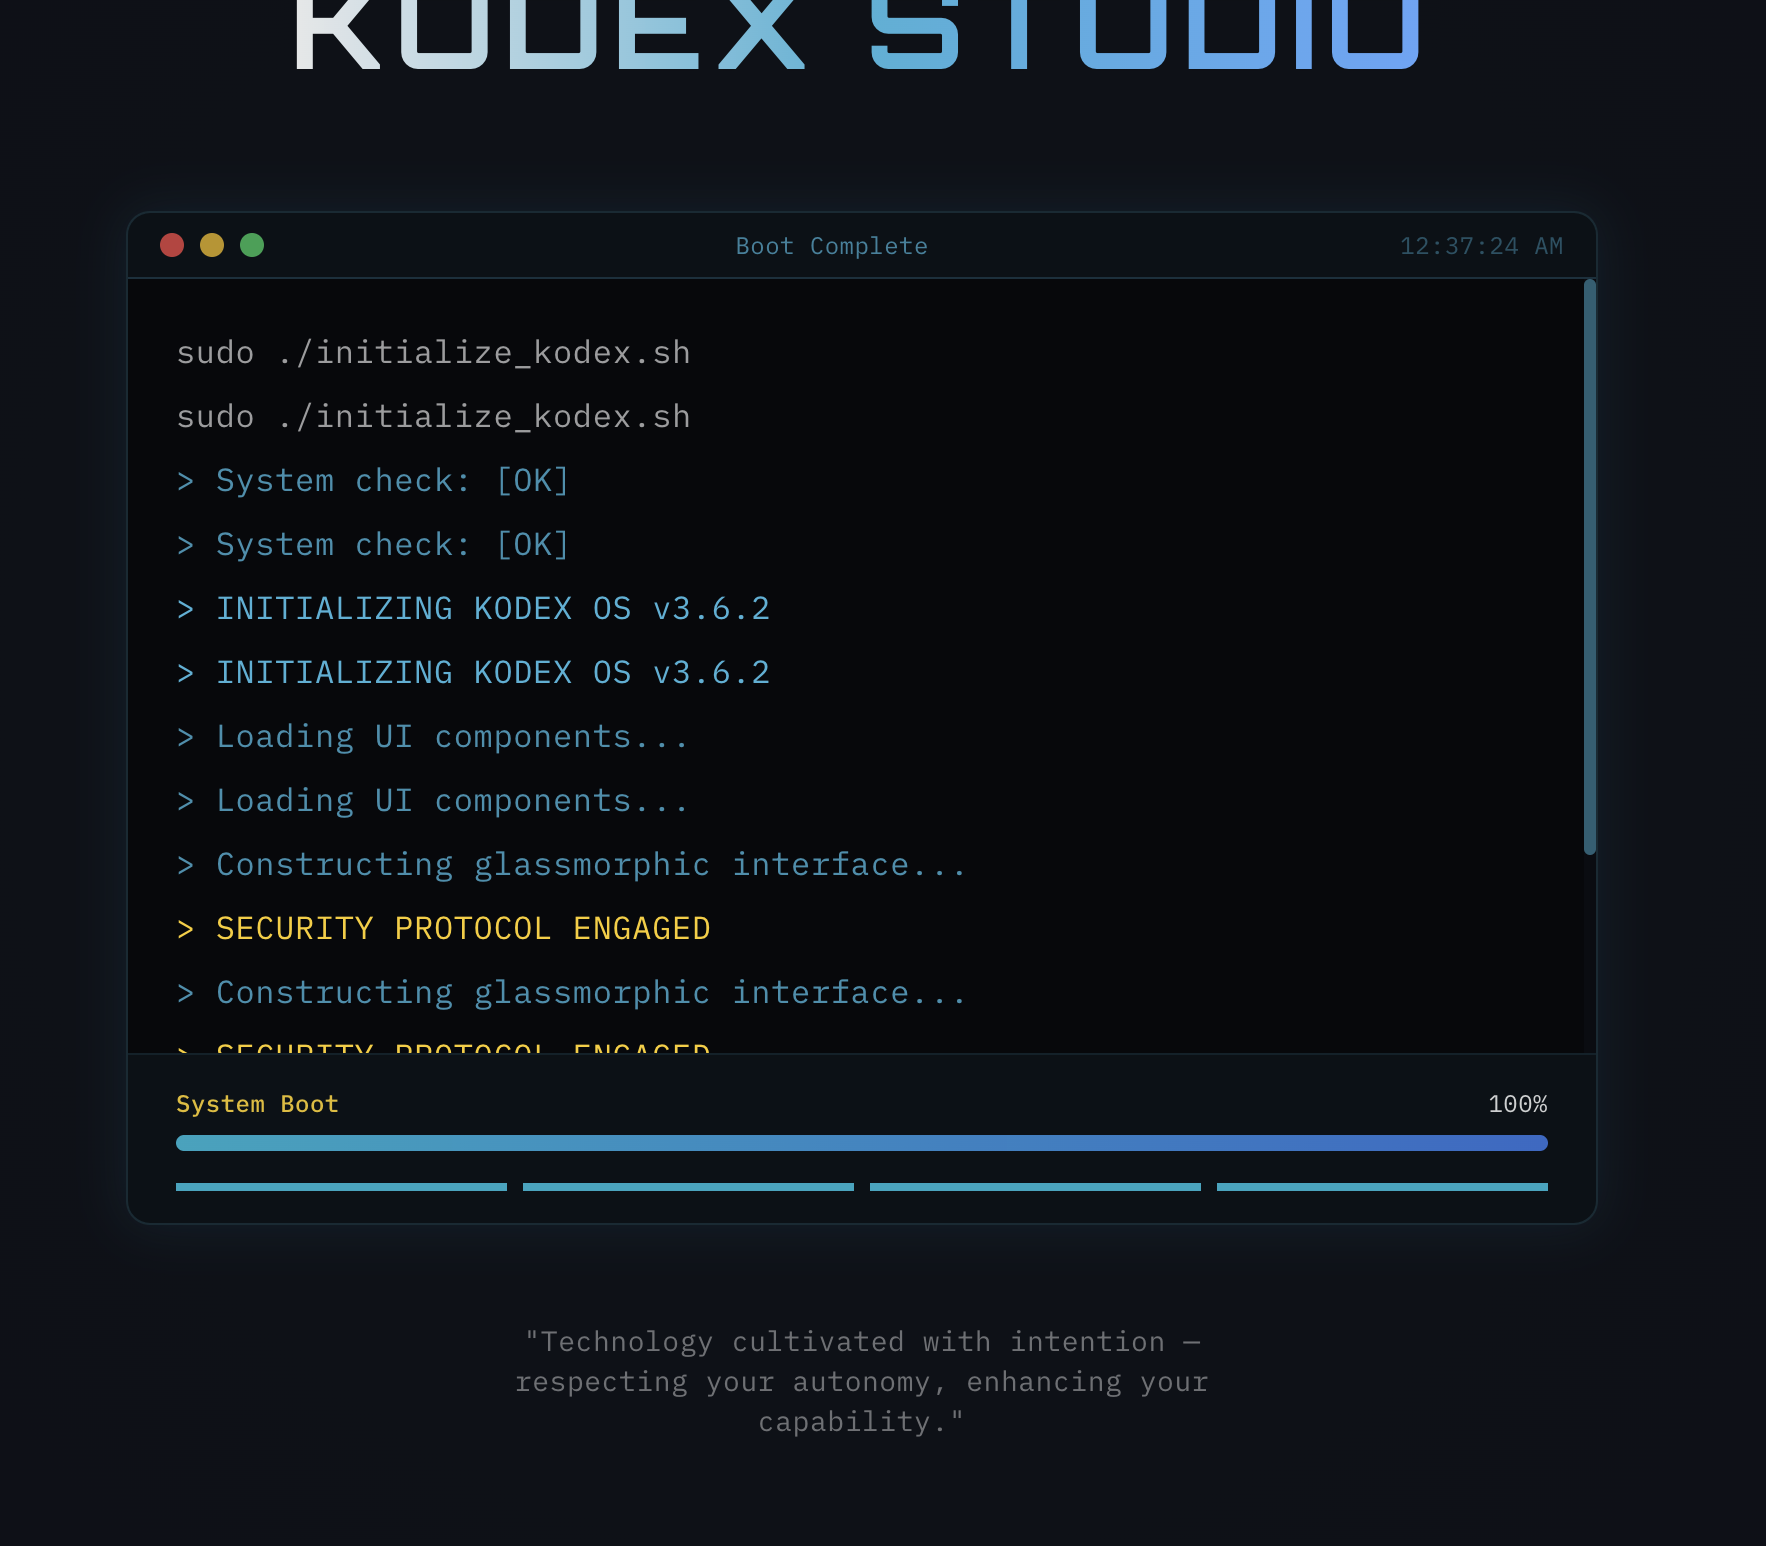 KODEX STUDIO
Boot Complete
12:37:24 AM
sudo ./initialize_kodex.sh
sudo ./initialize_kodex.sh
> System check: [OK]
> System check: [OK]
> INITIALIZING KODEX OS v3.6.2
> INITIALIZING KODEX OS v3.6.2
> Loading UI components...
> Loading UI components...
> Constructing glassmorphic interface...
> SECURITY PROTOCOL ENGAGED
> Constructing glassmorphic interface...
> SECURITY PROTOCOL ENGAGED
System Boot
100%
"Technology cultivated with intention —
respecting your autonomy, enhancing your
capability."